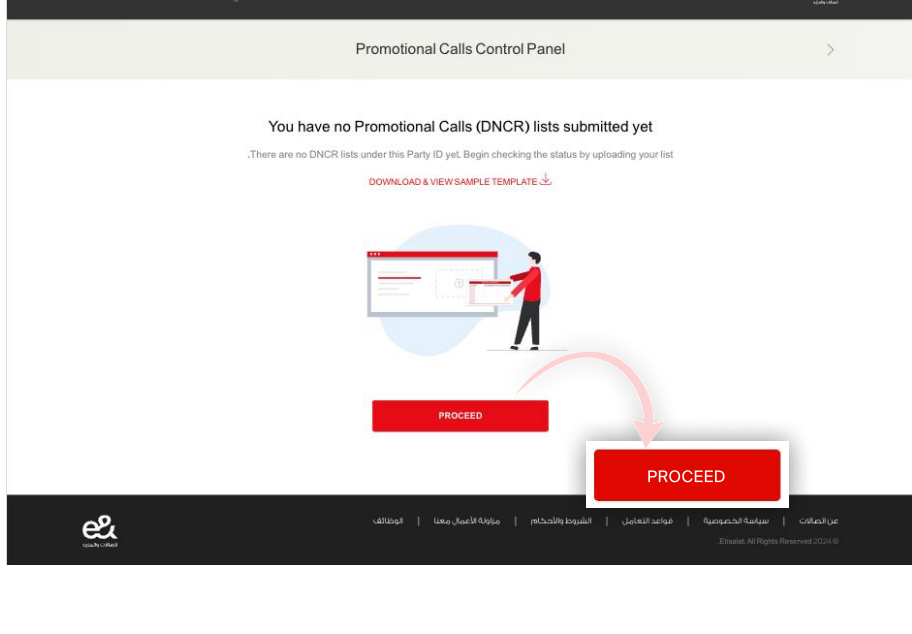 Promotional Calls Control Panel
You have no Promotional Calls (DNCR) lists submitted yet
.There are no DNCR lists under this Party ID yet. Begin checking the status by uploading your list
DOWNLOAD & VIEW SAMPLE TEMPLATE
PROCEED
PROCEED
عن اتصالات | سياسة الخصوصية | قواعد التعامل | الشروط والأحكام | مزاولة الأعمال معنا | الوظائف
e&
اتصالات والمزيد
.Etisalat. All Rights Reserved 2024 ©